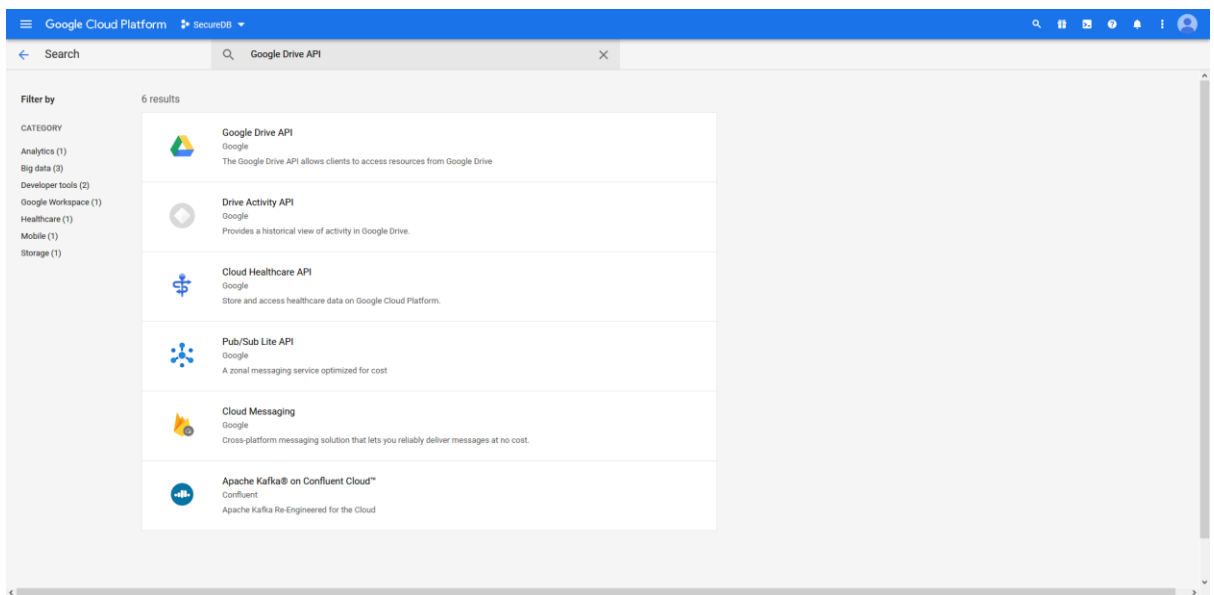 Google Cloud Platform SecureDB
Search
Google Drive API
Filter by
6 results
CATEGORY
Analytics (1)
Big data (3)
Developer tools (2)
Google Workspace (1)
Healthcare (1)
Mobile (1)
Storage (1)
Google Drive API
Google
The Google Drive API allows clients to access resources from Google Drive
Drive Activity API
Google
Provides a historical view of activity in Google Drive.
Cloud Healthcare API
Google
Store and access healthcare data on Google Cloud Platform.
Pub/Sub Lite API
Google
A zonal messaging service optimized for cost
Cloud Messaging
Google
Cross-platform messaging solution that lets you reliably deliver messages at no cost.
Apache Kafka® on Confluent Cloud™
Confluent
Apache Kafka Re-Engineered for the Cloud